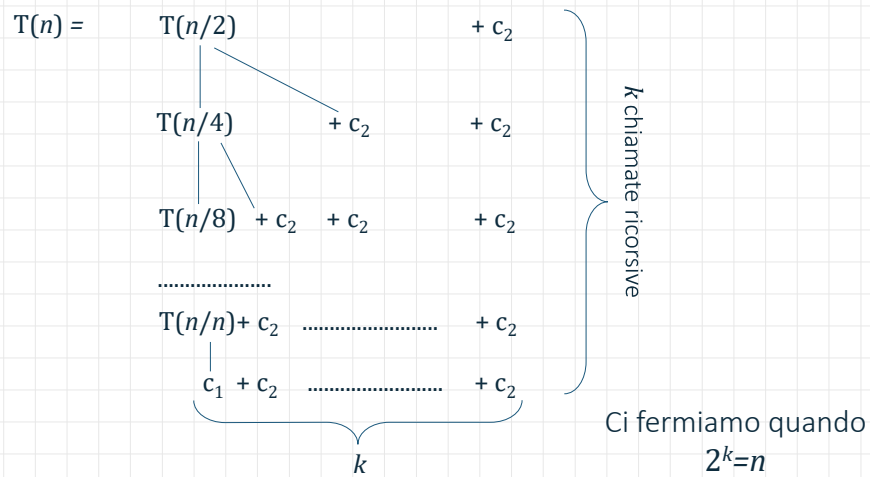 T(n) = T(n/2) + c₂
T(n/4) + c₂ + c₂
T(n/8) + c₂ + c₂ + c₂
.....................
T(n/n)+ c₂ ......................... + c₂
c₁ + c₂ ......................... + c₂
k
k chiamate ricorsive
Ci fermiamo quando
2ᵏ=n